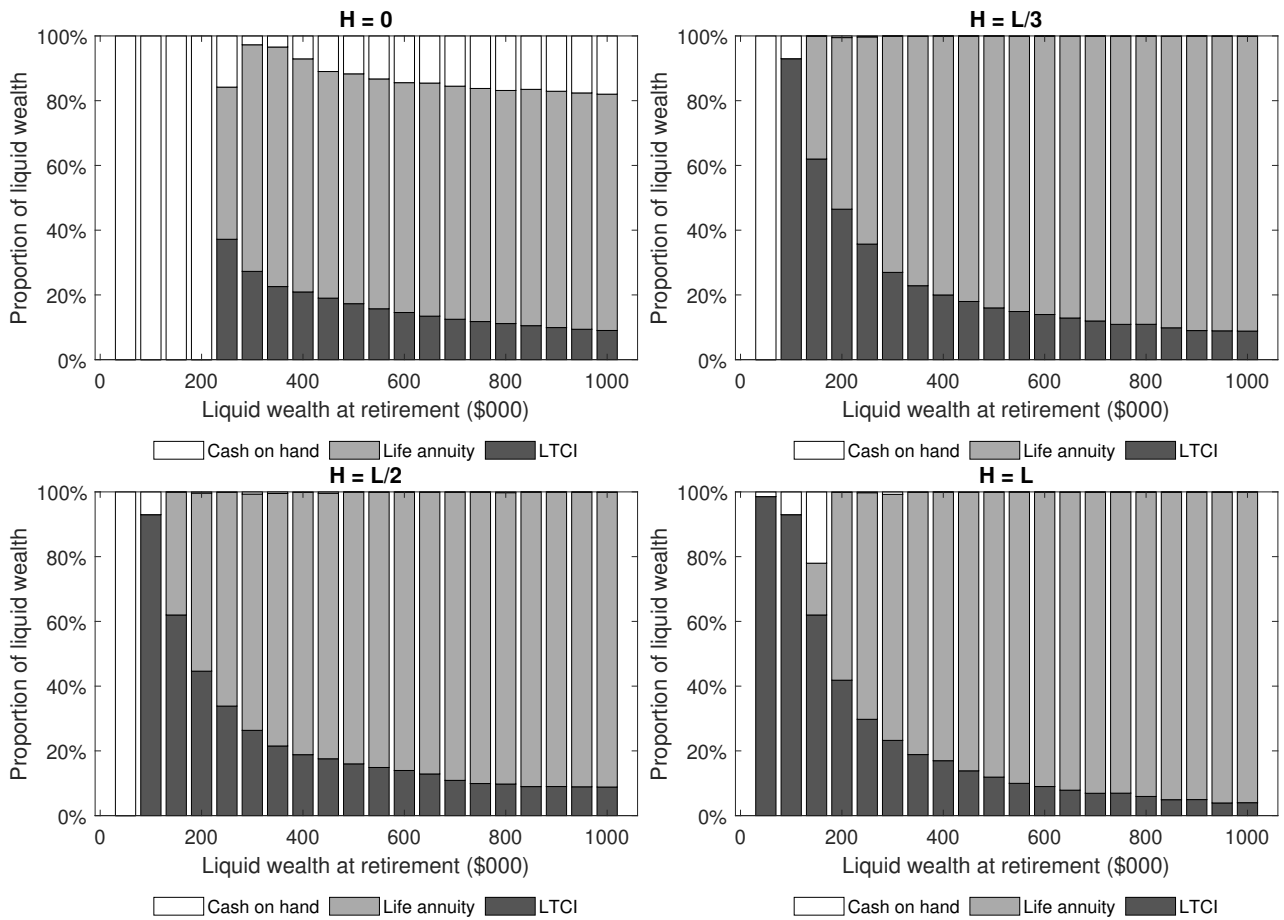 H = 0
100%
80%
60%
40%
20%
0%
Proportion of liquid wealth
0 200 400 600 800 1000
Liquid wealth at retirement ($000)
Cash on hand Life annuity LTCI
H = L/3
100%
80%
60%
40%
20%
0%
Proportion of liquid wealth
0 200 400 600 800 1000
Liquid wealth at retirement ($000)
Cash on hand Life annuity LTCI
H = L/2
100%
80%
60%
40%
20%
0%
Proportion of liquid wealth
0 200 400 600 800 1000
Liquid wealth at retirement ($000)
Cash on hand Life annuity LTCI
H = L
100%
80%
60%
40%
20%
0%
Proportion of liquid wealth
0 200 400 600 800 1000
Liquid wealth at retirement ($000)
Cash on hand Life annuity LTCI